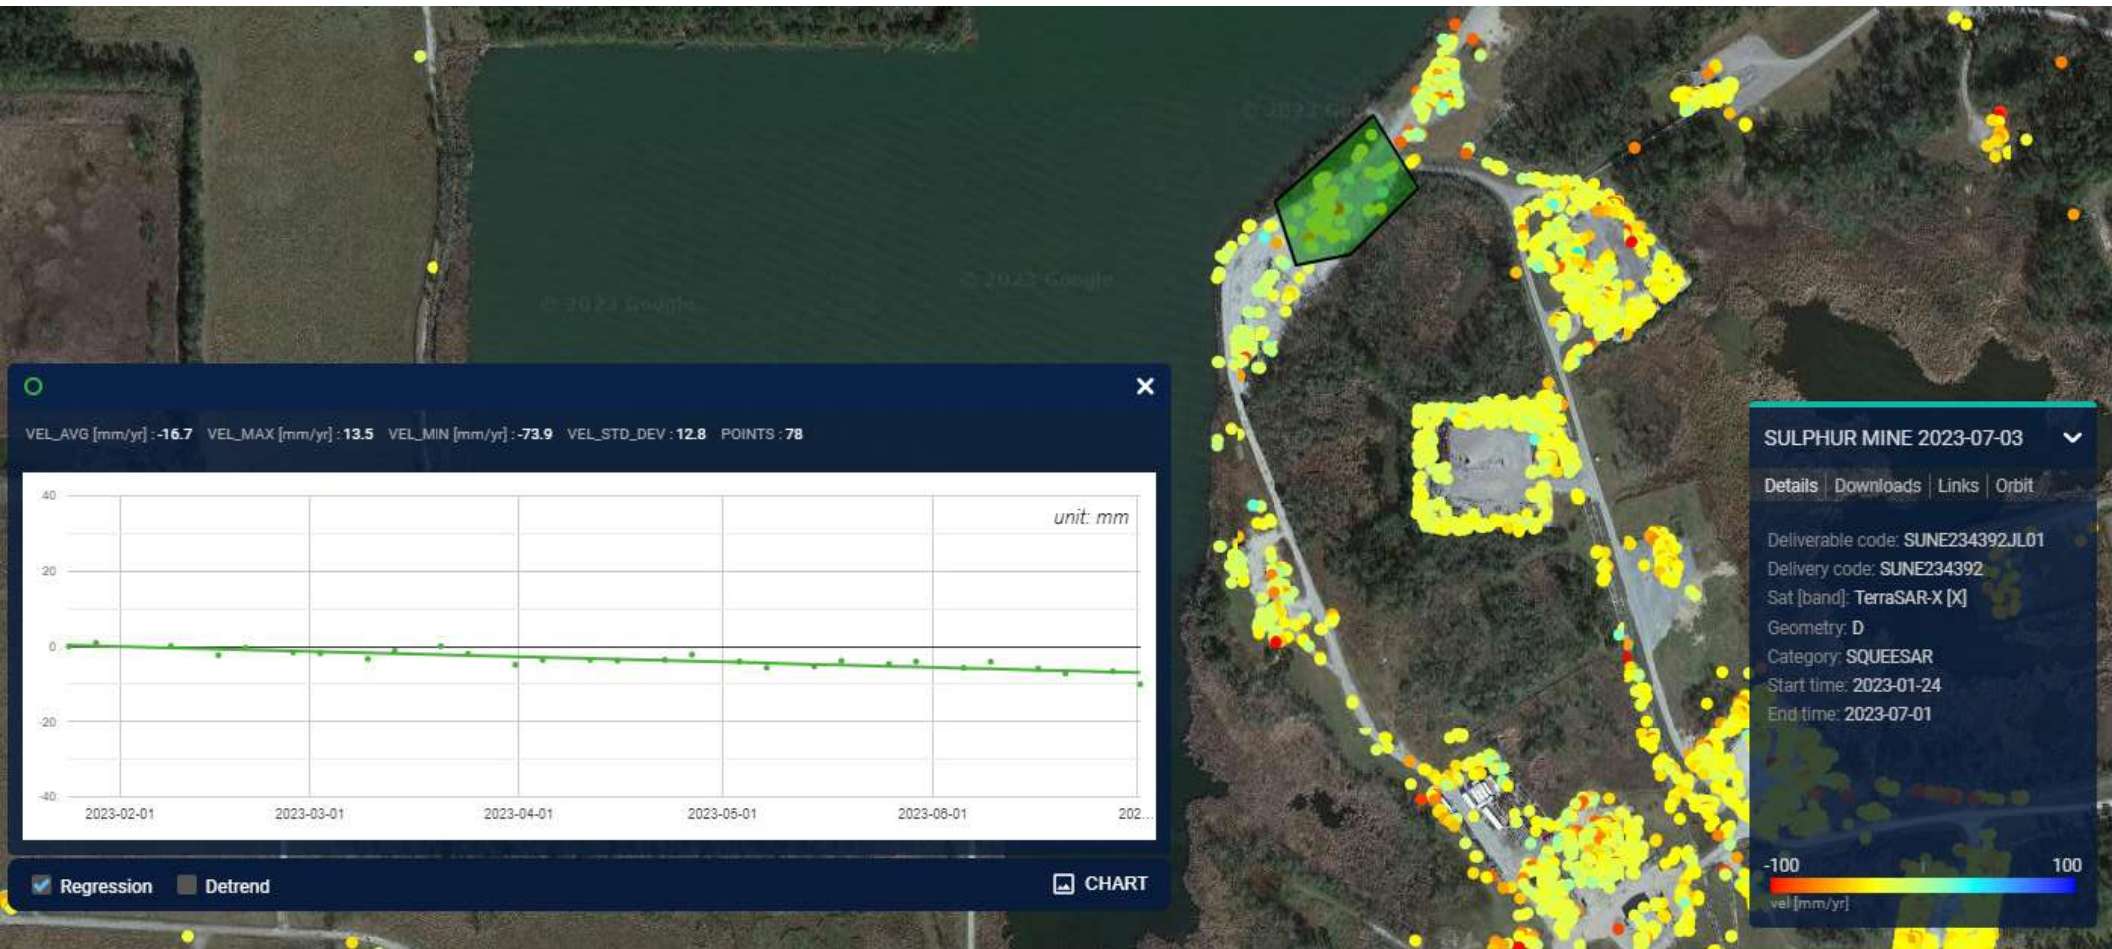 © 2023 Google
© 2023 Google
VEL_AVG [mm/yr] : -16.7 VEL_MAX [mm/yr] : 13.5 VEL_MIN [mm/yr] : -73.9 VEL_STD_DEV : 12.8 POINTS : 78
unit: mm
40
20
0
-20
-40
2023-02-01 2023-03-01 2023-04-01 2023-05-01 2023-06-01 202...
Regression Detrend CHART
SULPHUR MINE 2023-07-03
Details | Downloads | Links | Orbit
Deliverable code: SUNE234392JL01
Delivery code: SUNE234392
Sat [band]: TerraSAR-X [X]
Geometry: D
Category: SQUEESAR
Start time: 2023-01-24
End time: 2023-07-01
-100 100
vel [mm/yr]